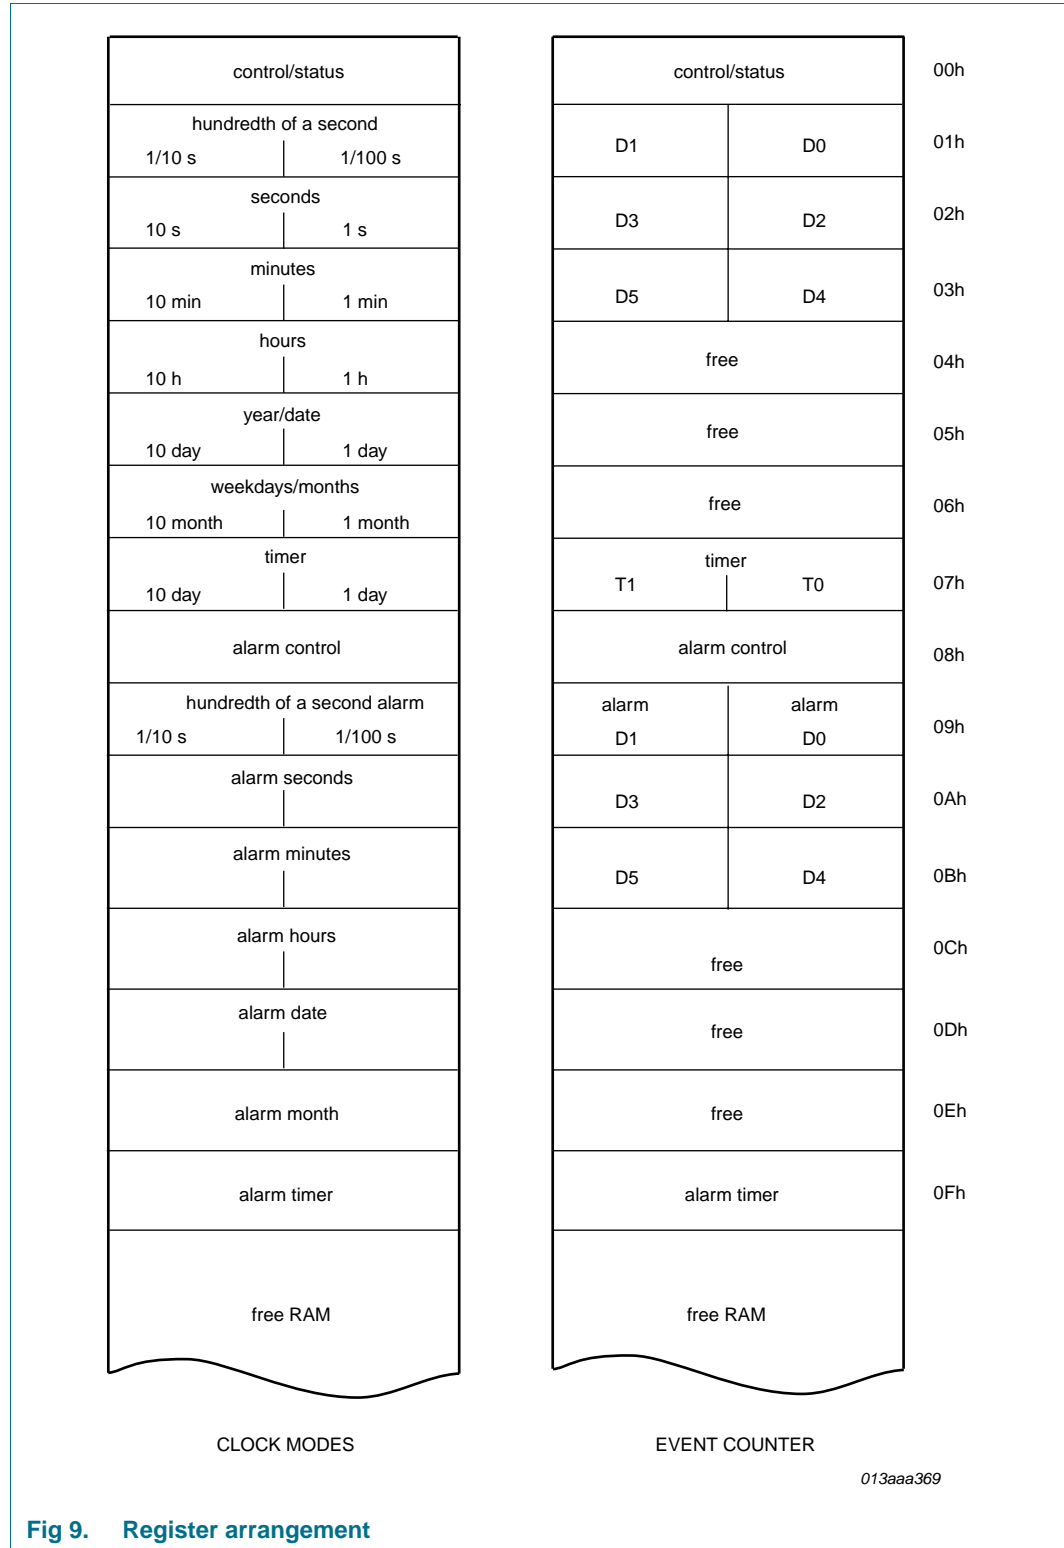 control/status control/status 00h
hundredth of a second
1/10 s 1/100 s D1 D0 01h
seconds
10 s 1 s D3 D2 02h
minutes
10 min 1 min D5 D4 03h
hours
10 h 1 h free 04h
year/date
10 day 1 day free 05h
weekdays/months
10 month 1 month free 06h
timer timer
10 day 1 day T1 T0 07h
alarm control alarm control 08h
hundredth of a second alarm alarm alarm
1/10 s 1/100 s D1 D0 09h
alarm seconds D3 D2 0Ah
alarm minutes D5 D4 0Bh
alarm hours free 0Ch
alarm date free 0Dh
alarm month free 0Eh
alarm timer alarm timer 0Fh
free RAM free RAM
CLOCK MODES EVENT COUNTER
013aaa369
Fig 9. Register arrangement